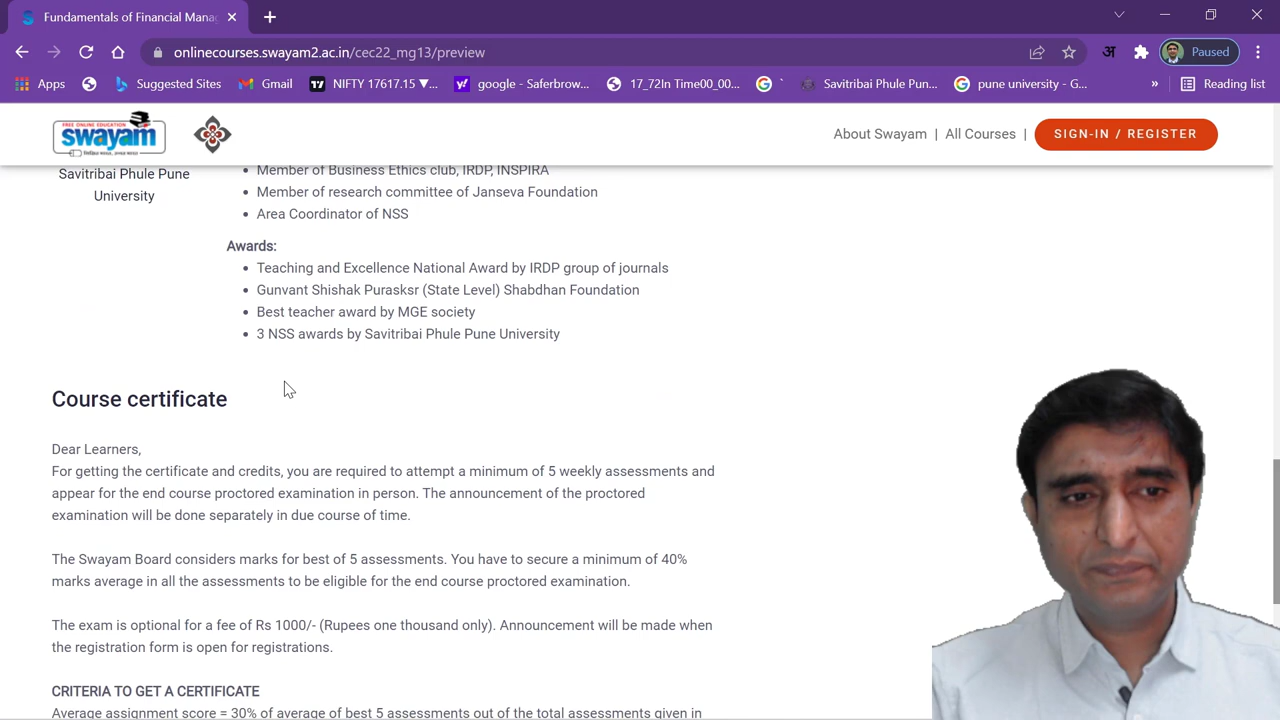 Fundamentals of Financial Mana
onlinecourses.swayam2.ac.in/cec22_mg13/preview
अ
Paused
Apps
Suggested Sites
Gmail
NIFTY 17617.15 ▼...
google - Saferbrow...
17_72In Time00_00...
Savitribai Phule Pun...
pune university - G...
»
Reading list
FREE ONLINE EDUCATION
swayam
About Swayam | All Courses |
SIGN-IN / REGISTER
Savitribai Phule Pune
University
• Member of Business Ethics club, IRDP, INSPIRA
• Member of research committee of Janseva Foundation
• Area Coordinator of NSS
Awards:
• Teaching and Excellence National Award by IRDP group of journals
• Gunvant Shishak Purasksr (State Level) Shabdhan Foundation
• Best teacher award by MGE society
• 3 NSS awards by Savitribai Phule Pune University
Course certificate
Dear Learners,
For getting the certificate and credits, you are required to attempt a minimum of 5 weekly assessments and
appear for the end course proctored examination in person. The announcement of the proctored
examination will be done separately in due course of time.
The Swayam Board considers marks for best of 5 assessments. You have to secure a minimum of 40%
marks average in all the assessments to be eligible for the end course proctored examination.
The exam is optional for a fee of Rs 1000/- (Rupees one thousand only). Announcement will be made when
the registration form is open for registrations.
CRITERIA TO GET A CERTIFICATE
Average assignment score = 30% of average of best 5 assessments out of the total assessments given in